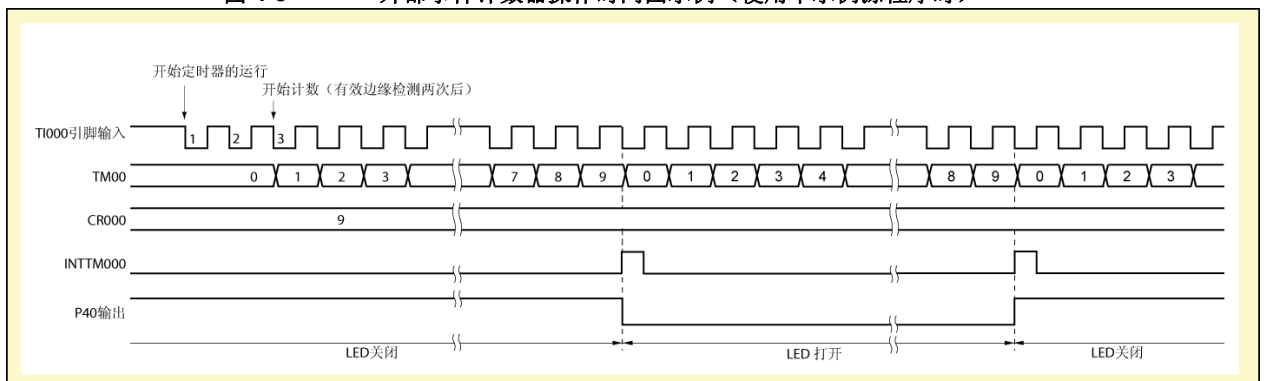 开始定时器的运行
开始计数（有效边缘检测两次后）
TI000引脚输入 1 2 3
TM00 0 1 2 3 7 8 9 0 1 2 3 4 8 9 0 1 2 3
CR000 9
INTTM000
P40输出
LED关闭 LED 打开 LED关闭